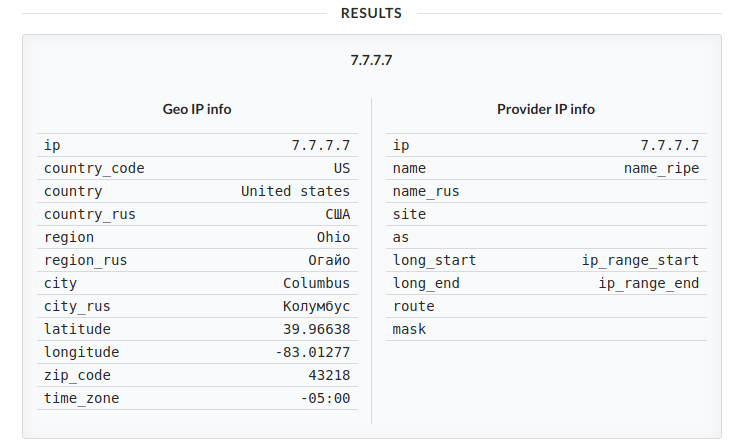 RESULTS
7.7.7.7
Geo IP info
ip 7.7.7.7
country_code US
country United states
country_rus США
region Ohio
region_rus Огайо
city Columbus
city_rus Колумбус
latitude 39.96638
longitude -83.01277
zip_code 43218
time_zone -05:00
Provider IP info
ip 7.7.7.7
name name_ripe
name_rus
site
as
long_start ip_range_start
long_end ip_range_end
route
mask